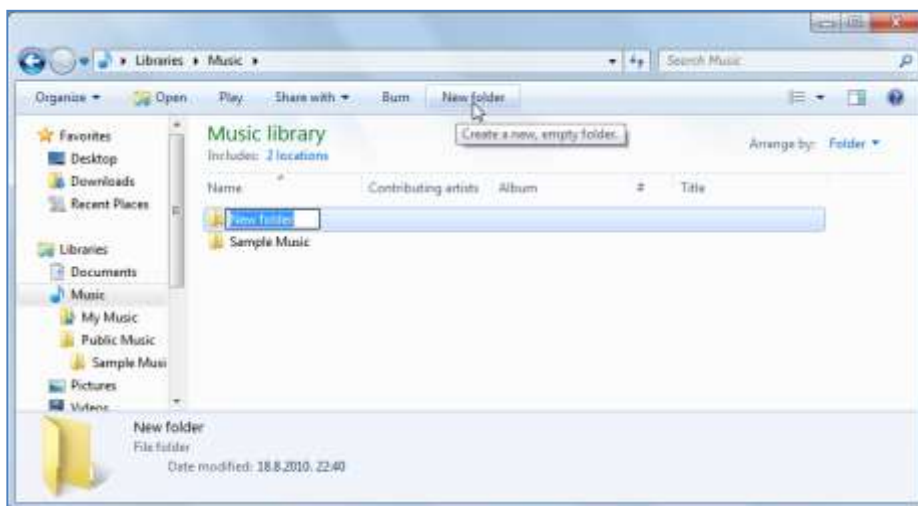 Libraries Music Search Music
Organize Open Play Share with Burn New folder
Create a new, empty folder.
Favorites
Desktop
Downloads
Recent Places
Libraries
Documents
Music
My Music
Public Music
Sample Musi
Pictures
Videos
Music library
Includes: 2 locations
Arrange by: Folder
Name Contributing artists Album # Title
New folder
Sample Music
New folder
File folder
Date modified: 18.8.2010. 22:40